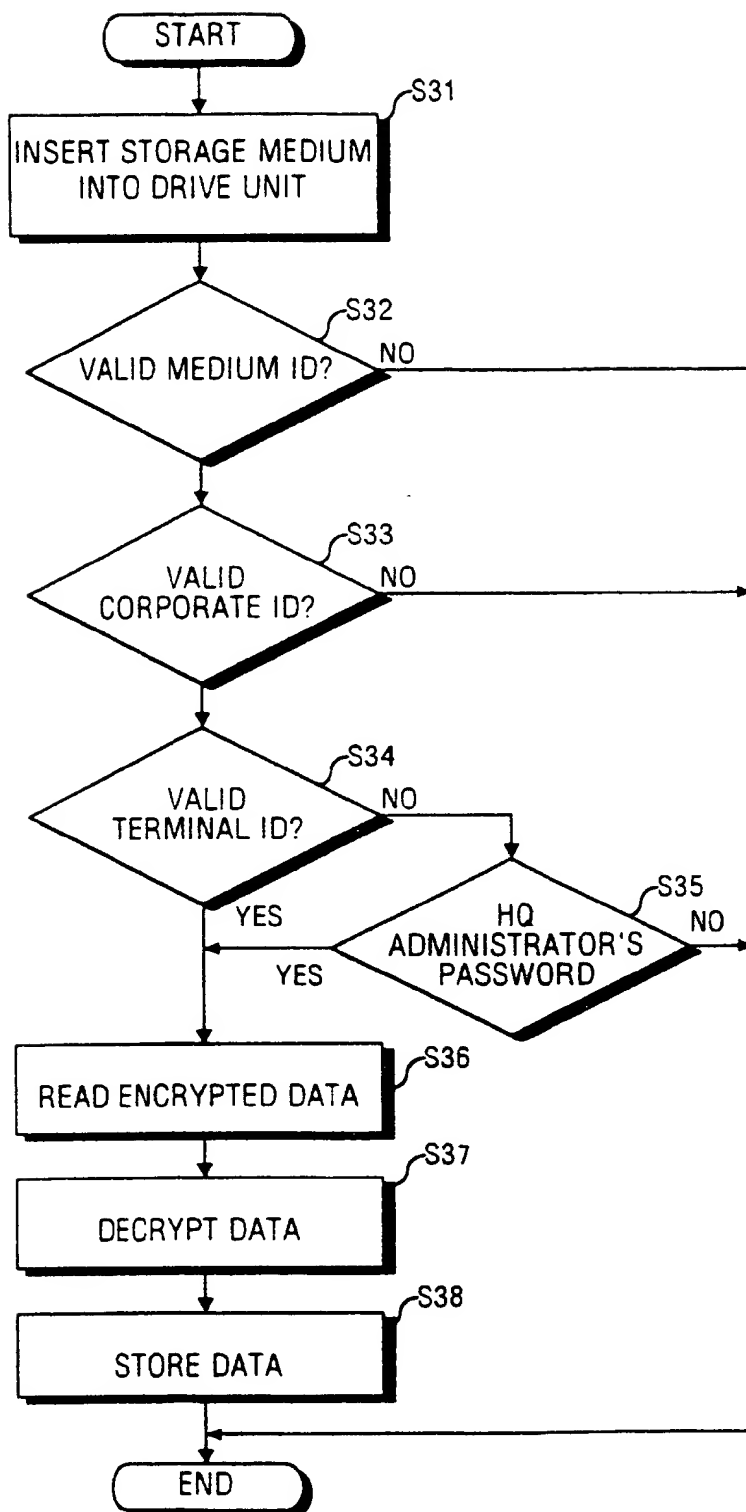 START
S31
INSERT STORAGE MEDIUM
INTO DRIVE UNIT
S32
VALID MEDIUM ID?
NO
S33
VALID
CORPORATE ID?
NO
S34
VALID
TERMINAL ID?
NO
YES
S35
HQ
ADMINISTRATOR'S
PASSWORD
NO
YES
S36
READ ENCRYPTED DATA
S37
DECRYPT DATA
S38
STORE DATA
END